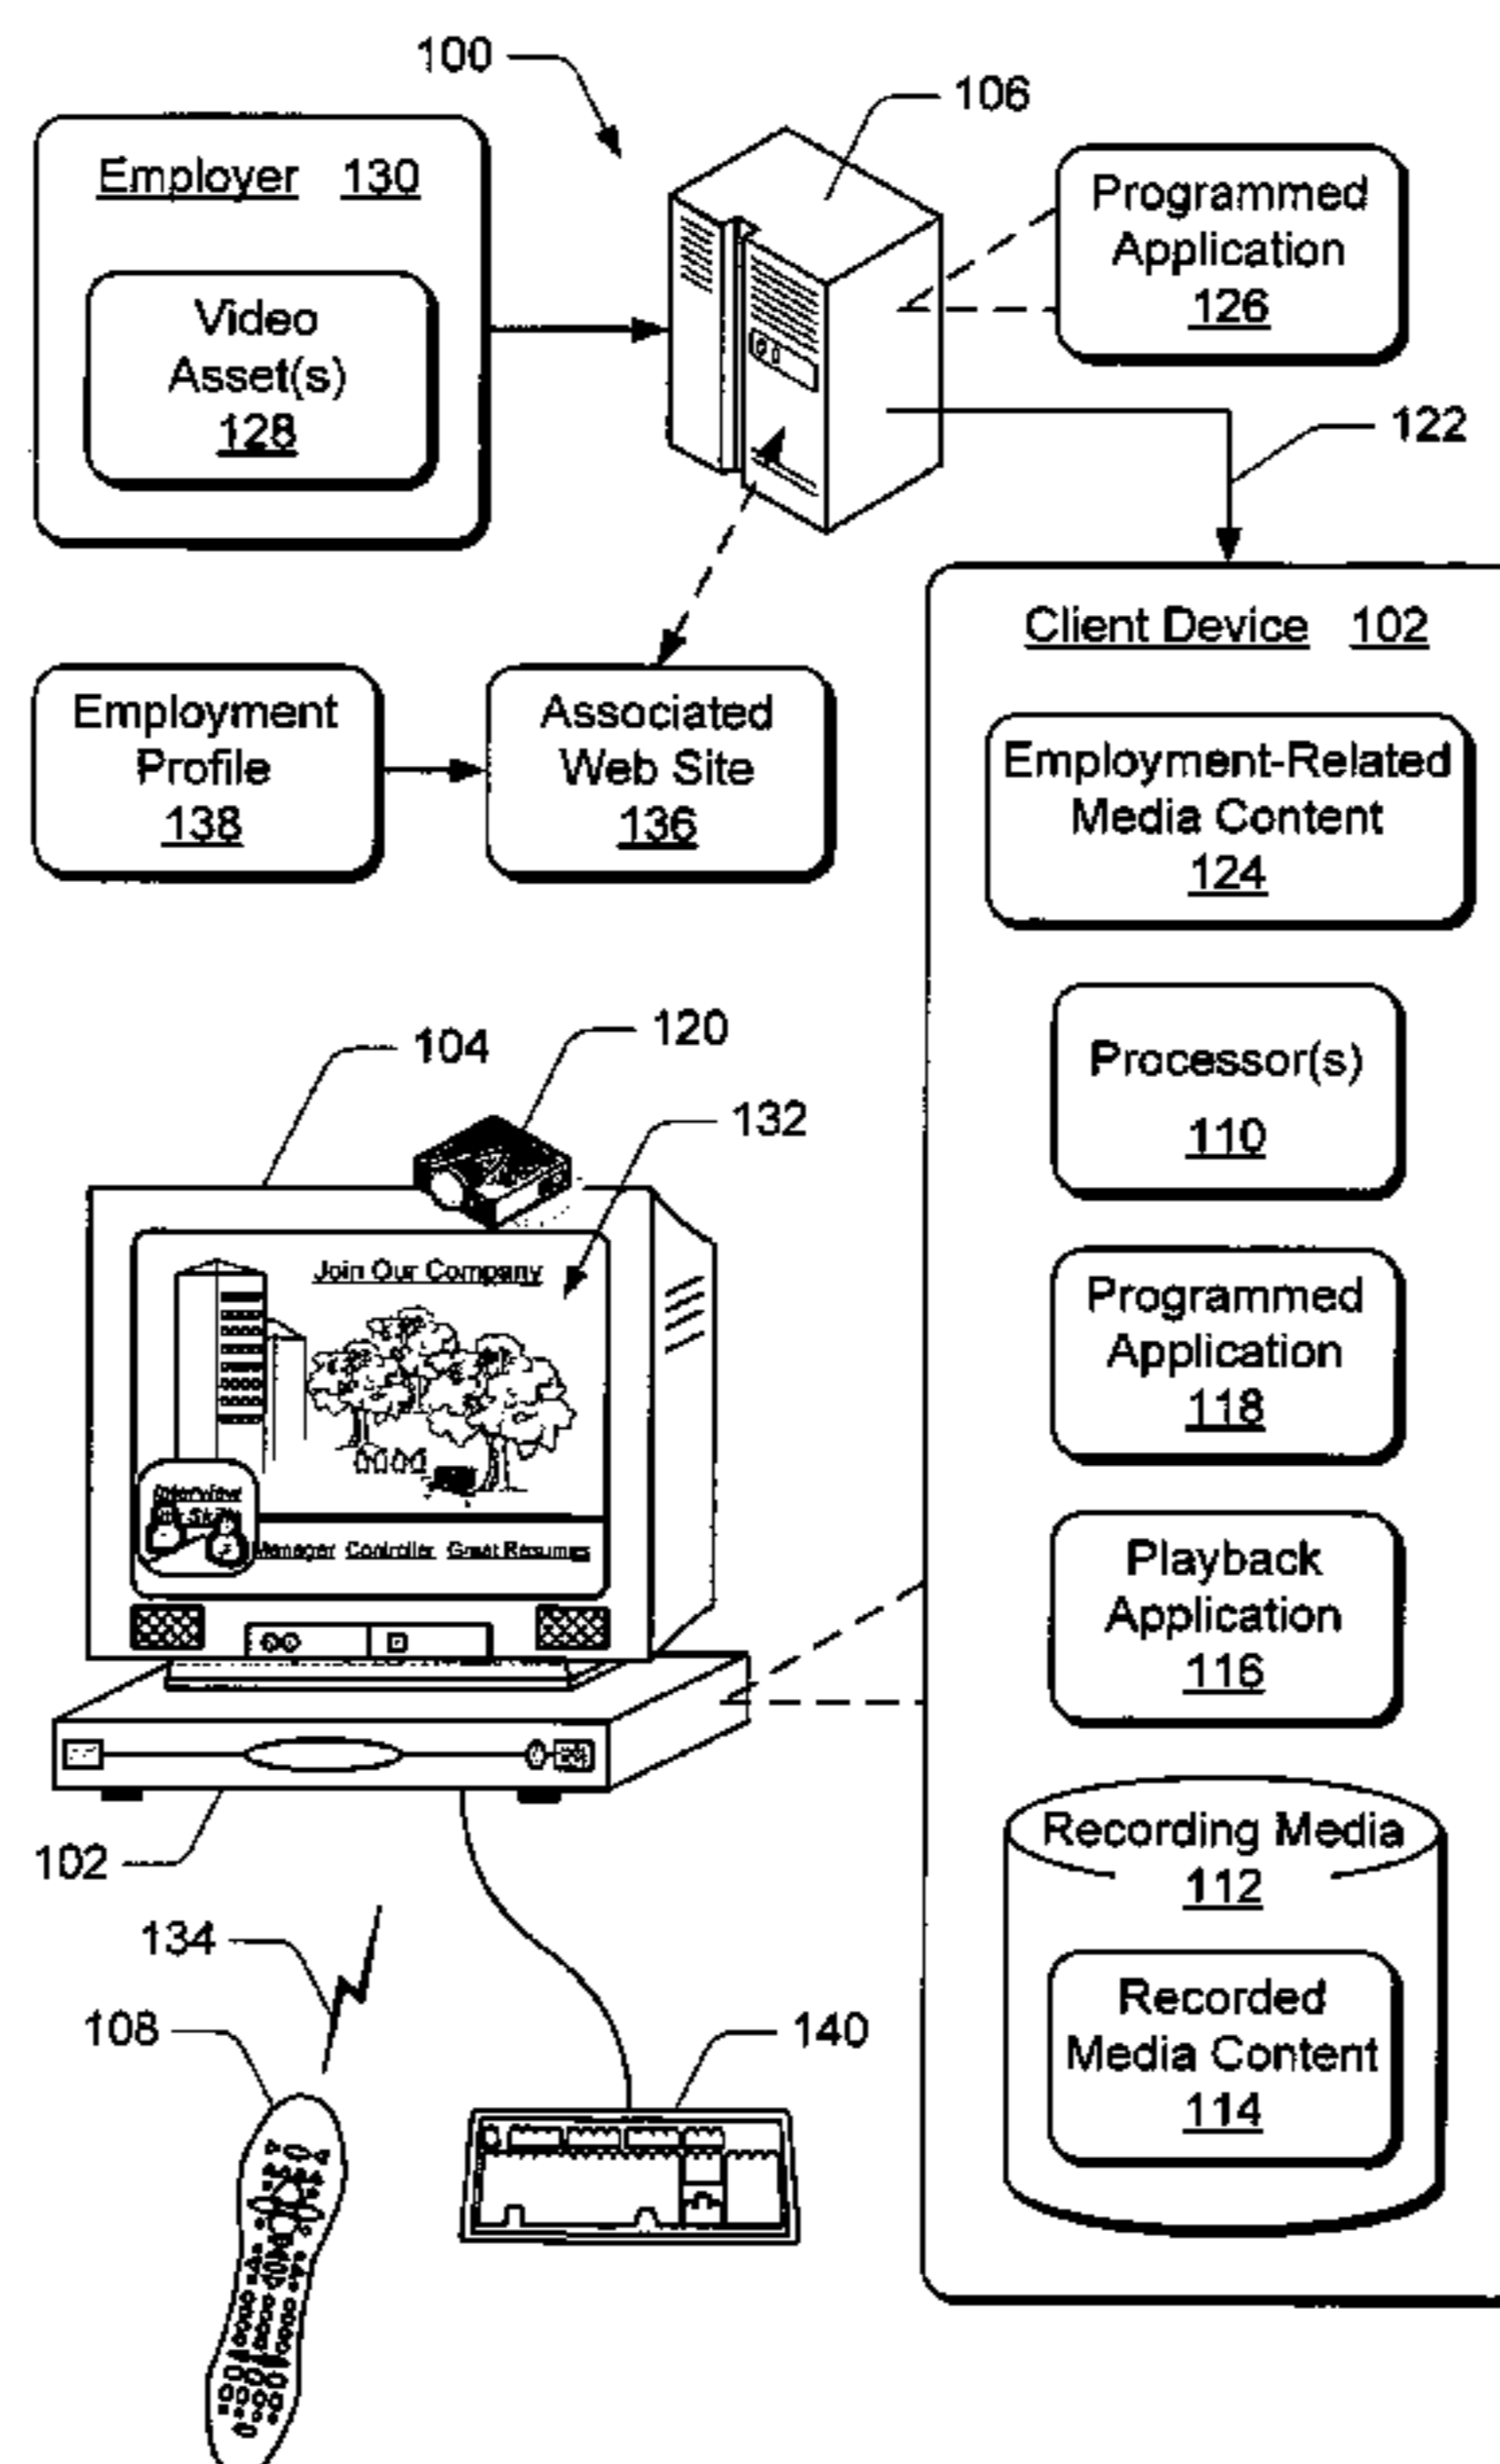 100
106
Employer 130
Video
Asset(s)
128
Programmed
Application
126
122
Client Device 102
Employment
Profile
138
Associated
Web Site
136
Employment-Related
Media Content
124
Processor(s)
110
Programmed
Application
118
Playback
Application
116
Recording Media
112
Recorded
Media Content
114
104
120
132
Join Our Company
Interview
Skills
Manager Controller Great Resumes
102
134
108
140